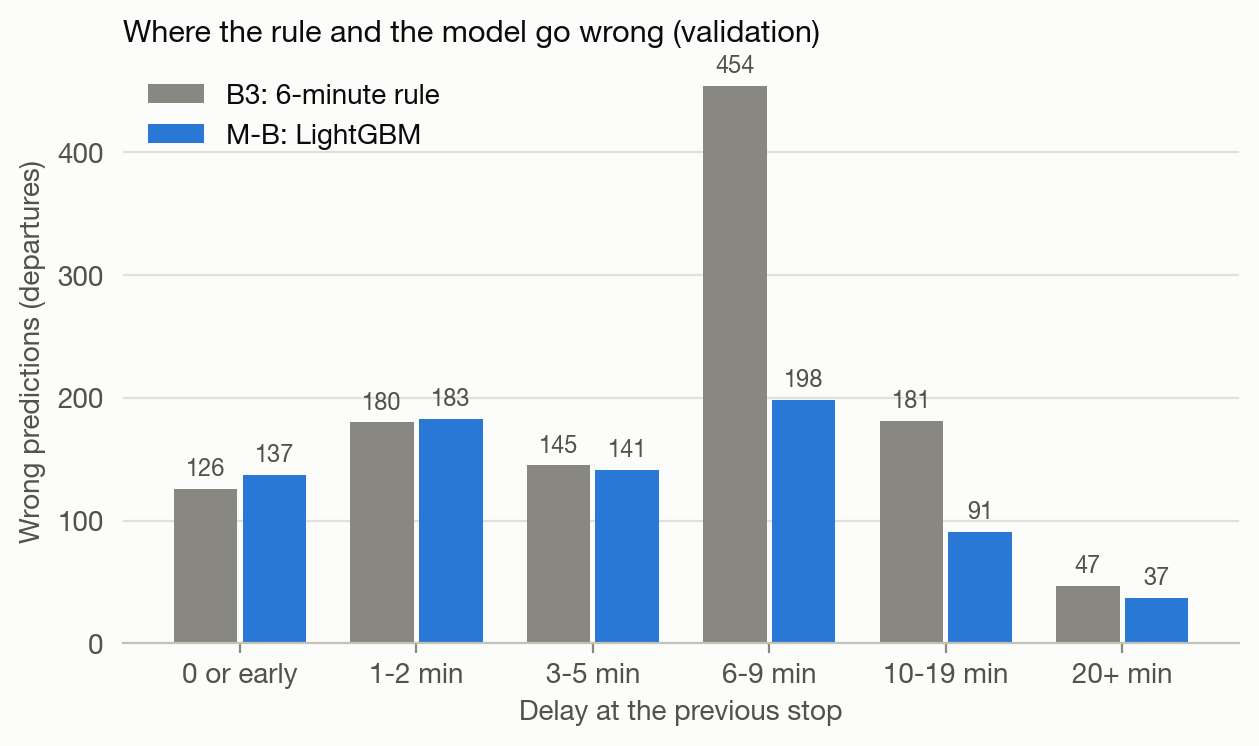 Where the rule and the model go wrong (validation)
B3: 6-minute rule
M-B: LightGBM
Wrong predictions (departures)
400
300
200
100
0
126
137
180
183
145
141
454
198
181
91
47
37
0 or early
1-2 min
3-5 min
6-9 min
10-19 min
20+ min
Delay at the previous stop